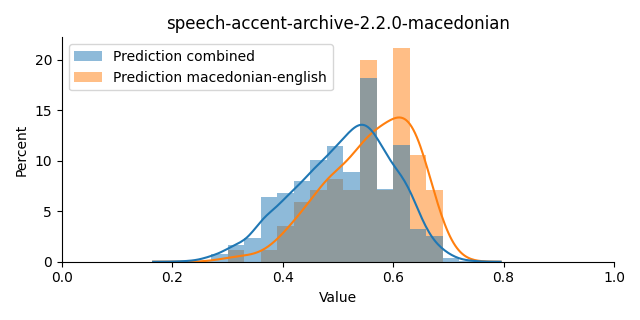 speech-accent-archive-2.2.0-macedonian
Prediction combined
Prediction macedonian-english
Percent
20
15
10
5
0
0.0 0.2 0.4 0.6 0.8 1.0
Value